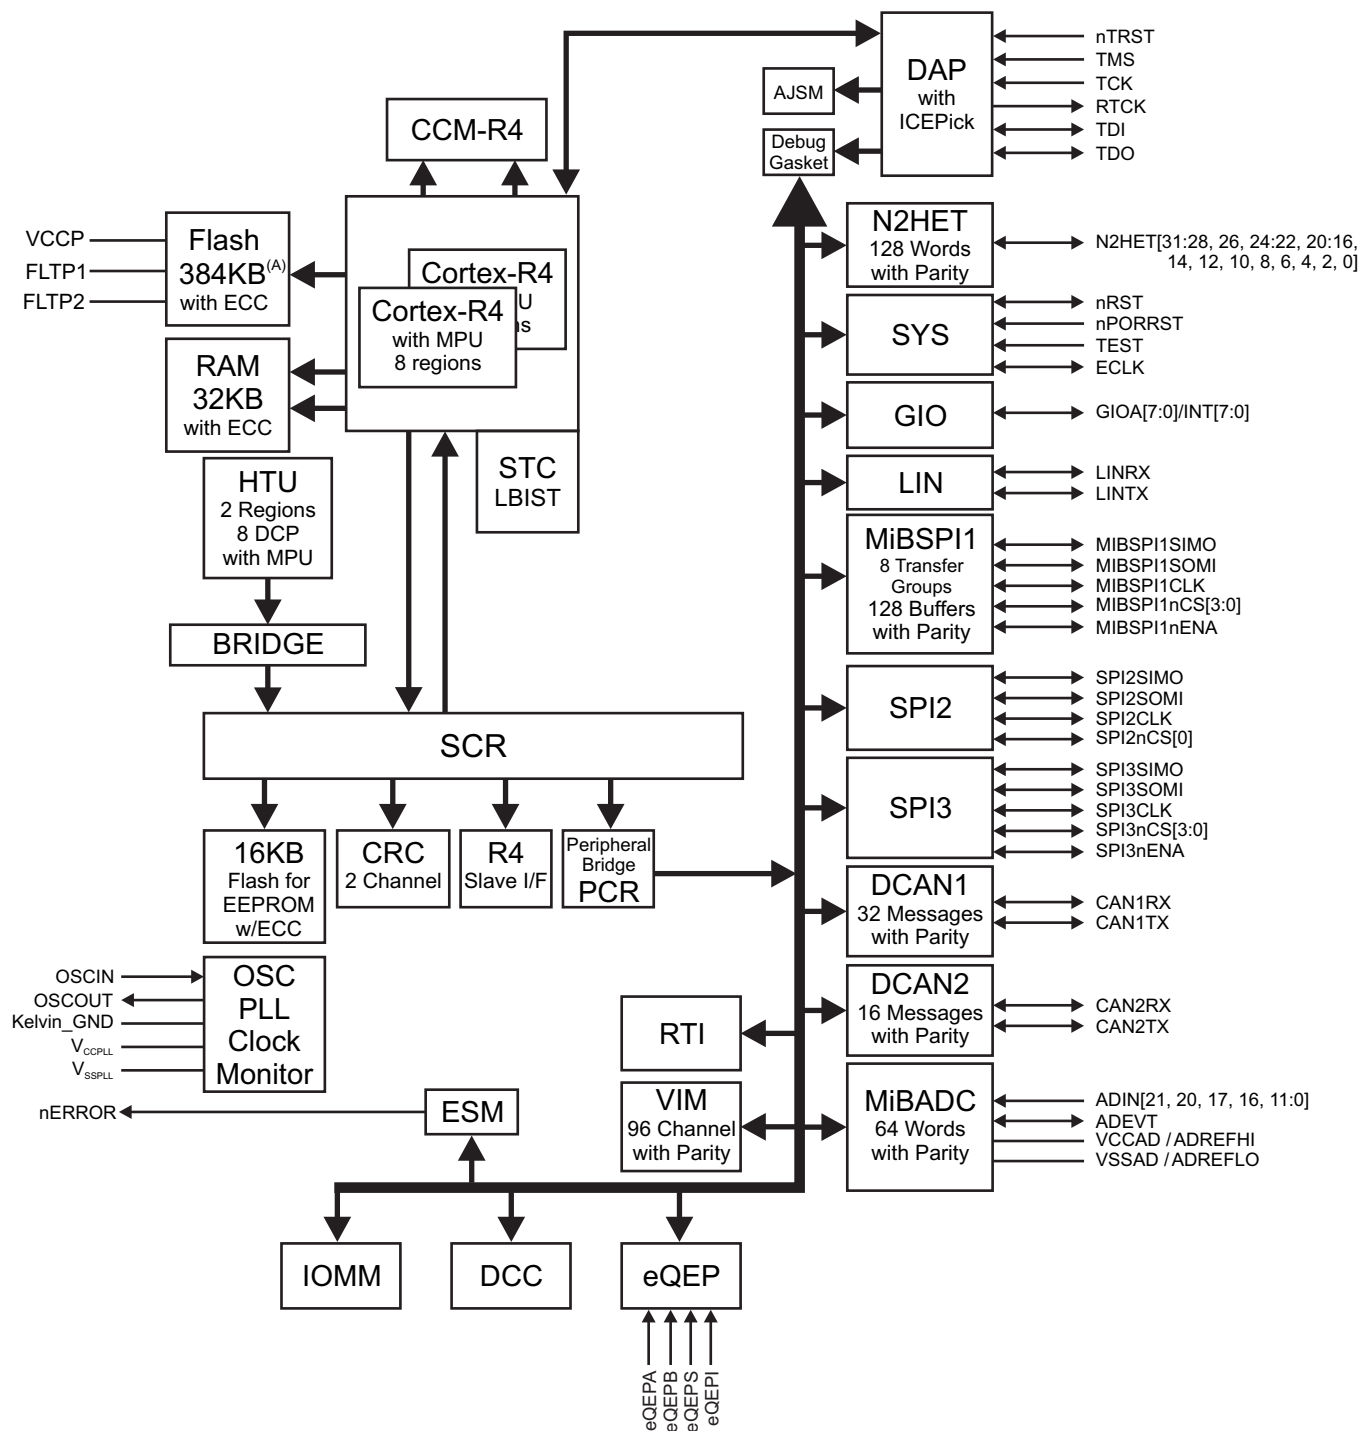 nTRST
TMS
TCK
RTCK
TDI
TDO
DAP
with
ICEPick
AJSM
Debug
Gasket
CCM-R4
VCCP
FLTP1
FLTP2
Flash
384KB(A)
with ECC
Cortex-R4
U
ns
Cortex-R4
with MPU
8 regions
RAM
32KB
with ECC
HTU
2 Regions
8 DCP
with MPU
STC
LBIST
BRIDGE
SCR
16KB
Flash for
EEPROM
w/ECC
CRC
2 Channel
R4
Slave I/F
Peripheral
Bridge
PCR
OSCIN
OSCOUT
Kelvin_GND
VCCPLL
VSSPLL
OSC
PLL
Clock
Monitor
nERROR
ESM
RTI
VIM
96 Channel
with Parity
IOMM
DCC
eQEP
eQEPA
eQEPB
eQEPS
eQEPI
N2HET
128 Words
with Parity
N2HET[31:28, 26, 24:22, 20:16,
14, 12, 10, 8, 6, 4, 2, 0]
SYS
nRST
nPORRST
TEST
ECLK
GIO
GIOA[7:0]/INT[7:0]
LIN
LINRX
LINTX
MiBSPI1
8 Transfer
Groups
128 Buffers
with Parity
MIBSPI1SIMO
MIBSPI1SOMI
MIBSPI1CLK
MIBSPI1nCS[3:0]
MIBSPI1nENA
SPI2
SPI2SIMO
SPI2SOMI
SPI2CLK
SPI2nCS[0]
SPI3
SPI3SIMO
SPI3SOMI
SPI3CLK
SPI3nCS[3:0]
SPI3nENA
DCAN1
32 Messages
with Parity
CAN1RX
CAN1TX
DCAN2
16 Messages
with Parity
CAN2RX
CAN2TX
MiBADC
64 Words
with Parity
ADIN[21, 20, 17, 16, 11:0]
ADEVT
VCCAD / ADREFHI
VSSAD / ADREFLO